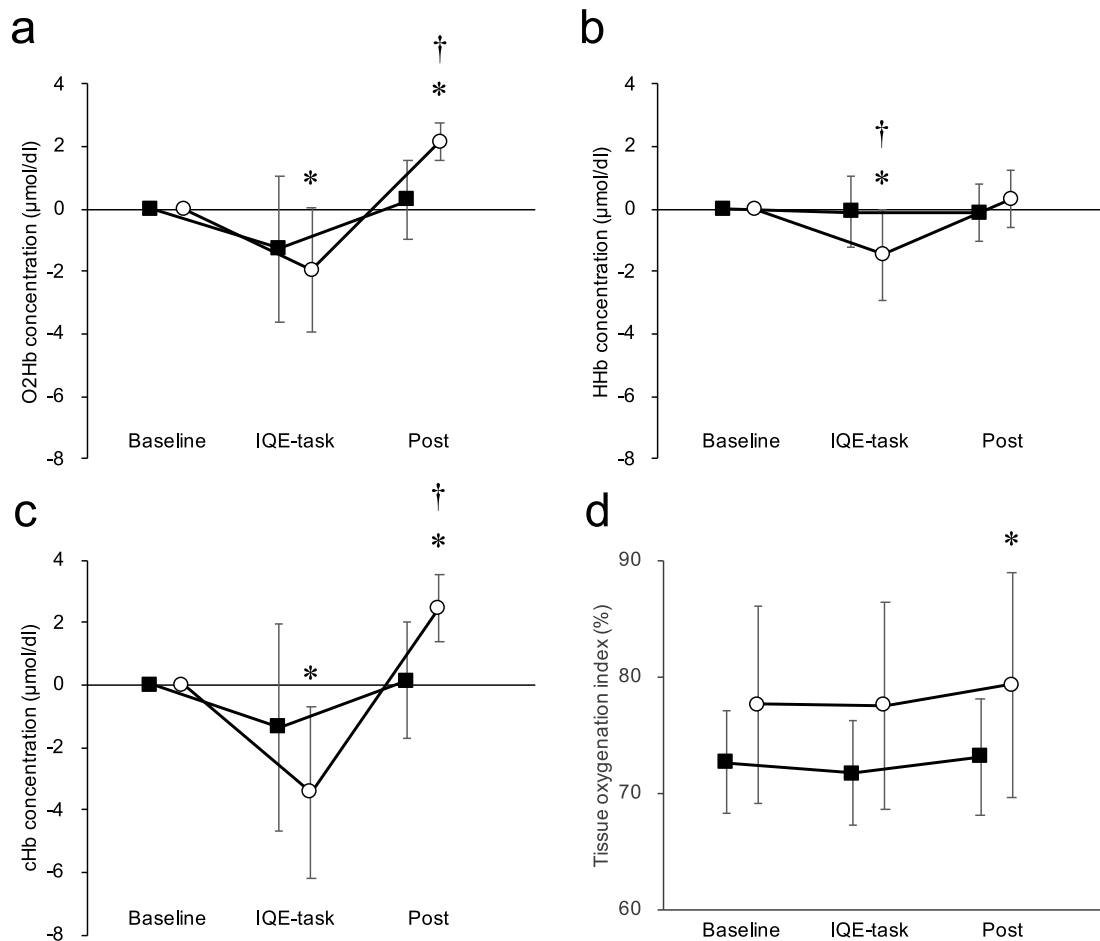 a
†
*
*
4
2
0
-2
-4
-6
-8
O2Hb concentration (μmol/dl)
Baseline IQE-task Post
b
†
*
4
2
0
-2
-4
-6
-8
HHb concentration (μmol/dl)
Baseline IQE-task Post
c
†
*
*
4
2
0
-2
-4
-6
-8
cHb concentration (μmol/dl)
Baseline IQE-task Post
d
*
90
80
70
60
Tissue oxygenation index (%)
Baseline IQE-task Post